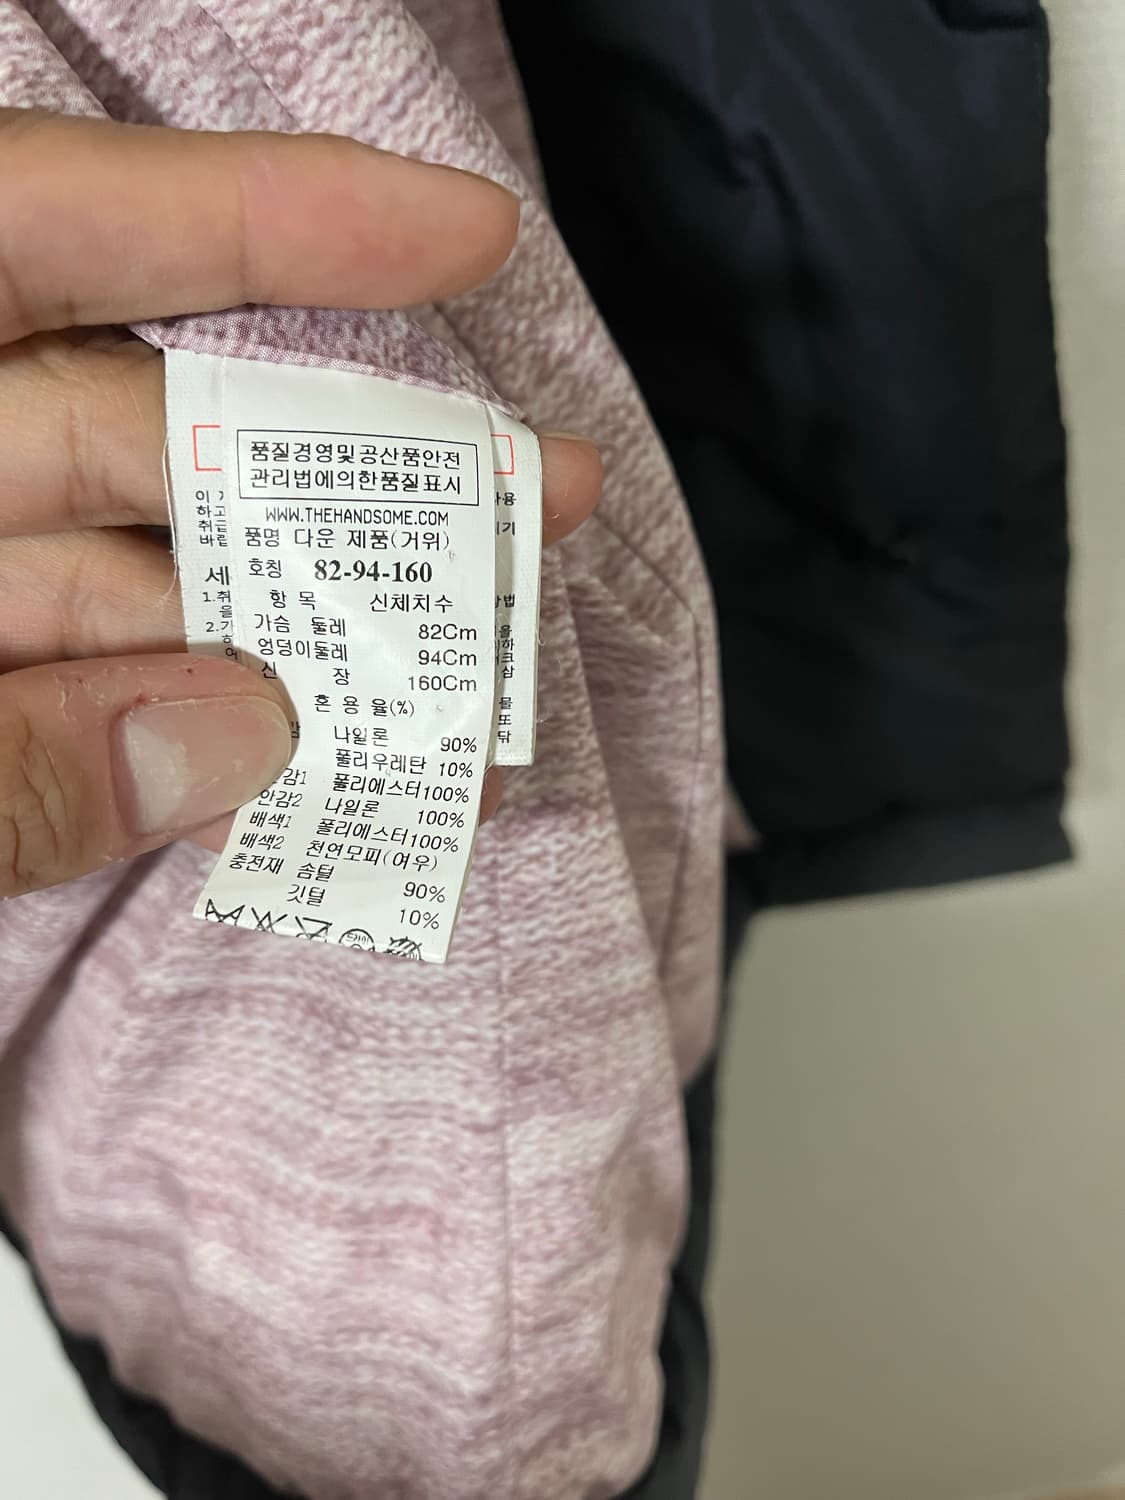 품질경영및공산품안전
관리법에의한품질표시
WWW.THEHANDSOME.COM
품명 다운 제품(거위)
호칭 82-94-160
항 목 신체치수
가슴 둘레 82Cm
엉덩이둘레 94Cm
신 장 160Cm
혼 용 율(%)
나일론 90%
폴리우레탄 10%
폴리에스터100%
안감2 나일론 100%
배색1 폴리에스터100%
배색2 천연모피(여우)
충전재 솜털 90%
깃털 10%